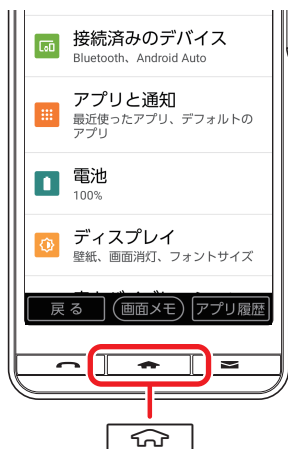 接続済みのデバイス
Bluetooth、Android Auto
アプリと通知
最近使ったアプリ、デフォルトの
アプリ
電池
100%
ディスプレイ
壁紙、画面消灯、フォントサイズ
戻る
画面メモ
アプリ履歴